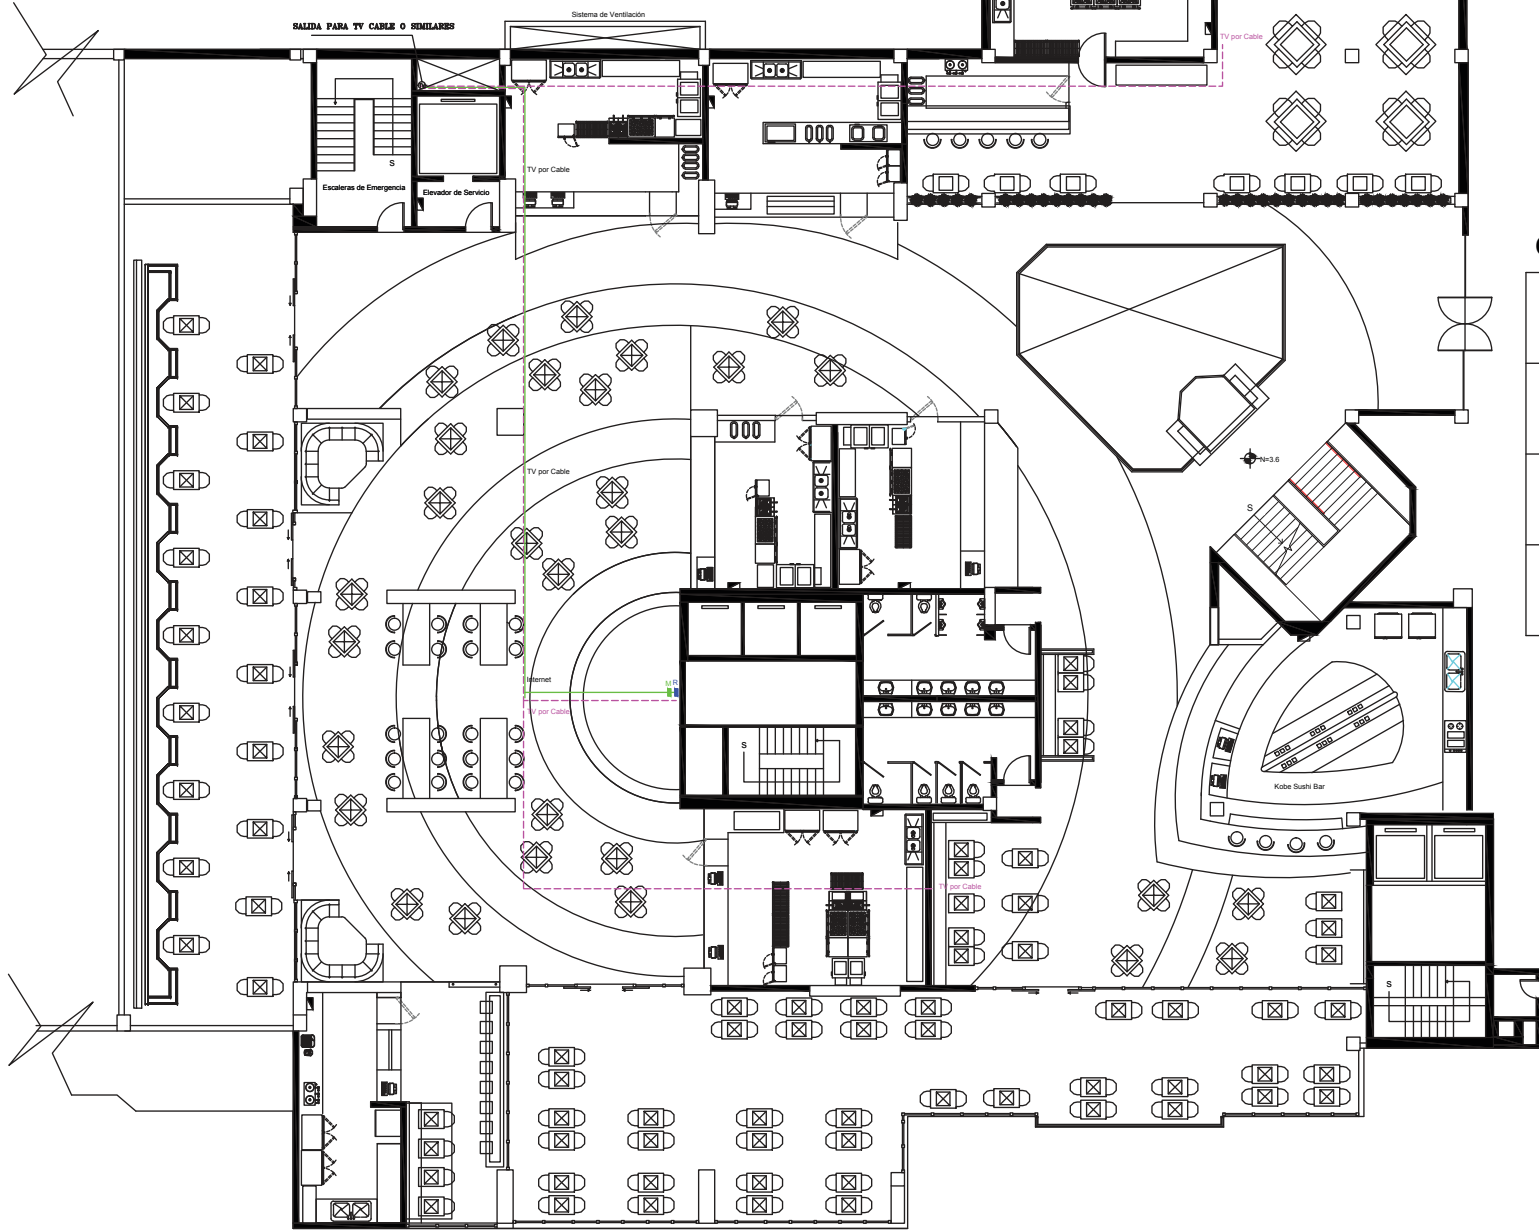 Sistema de Ventilación
SALIDA PARA TV CABLE O SIMILARES
TV por Cable
S
TV por Cable
Escaleras de Emergencia
Elevador de Servicio
TV por Cable
N=3.6
S
Internet
M R
TV por Cable
S
Kobe Sushi Bar
TV por Cable
S